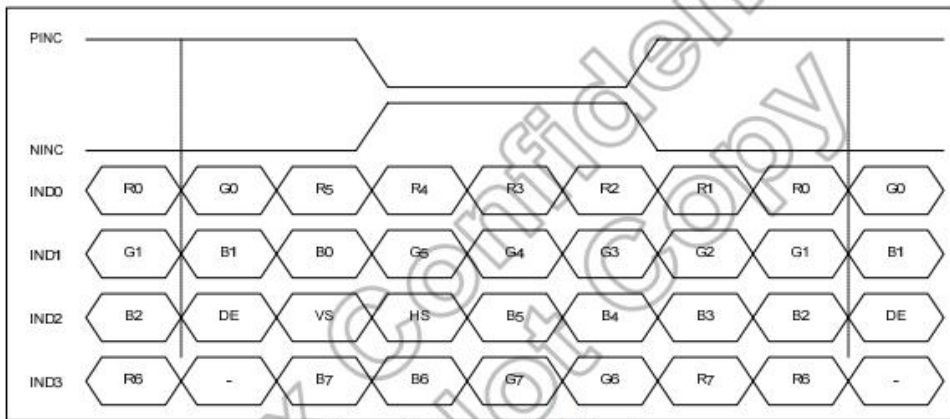 PINC
NINC
IND0 R0 G0 R5 R4 R3 R2 R1 R0 G0
IND1 G1 B1 B0 G5 G4 G3 G2 G1 B1
IND2 B2 DE VS HS B5 B4 B3 B2 DE
IND3 R6 - B7 B6 G7 G6 R7 R6 -